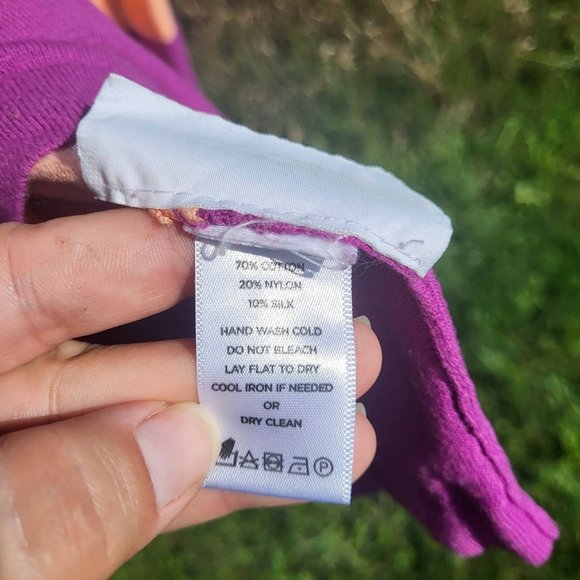 70% COTTON
20% NYLON
10% SILK
HAND WASH COLD
DO NOT BLEACH
LAY FLAT TO DRY
COOL IRON IF NEEDED
OR
DRY CLEAN
P